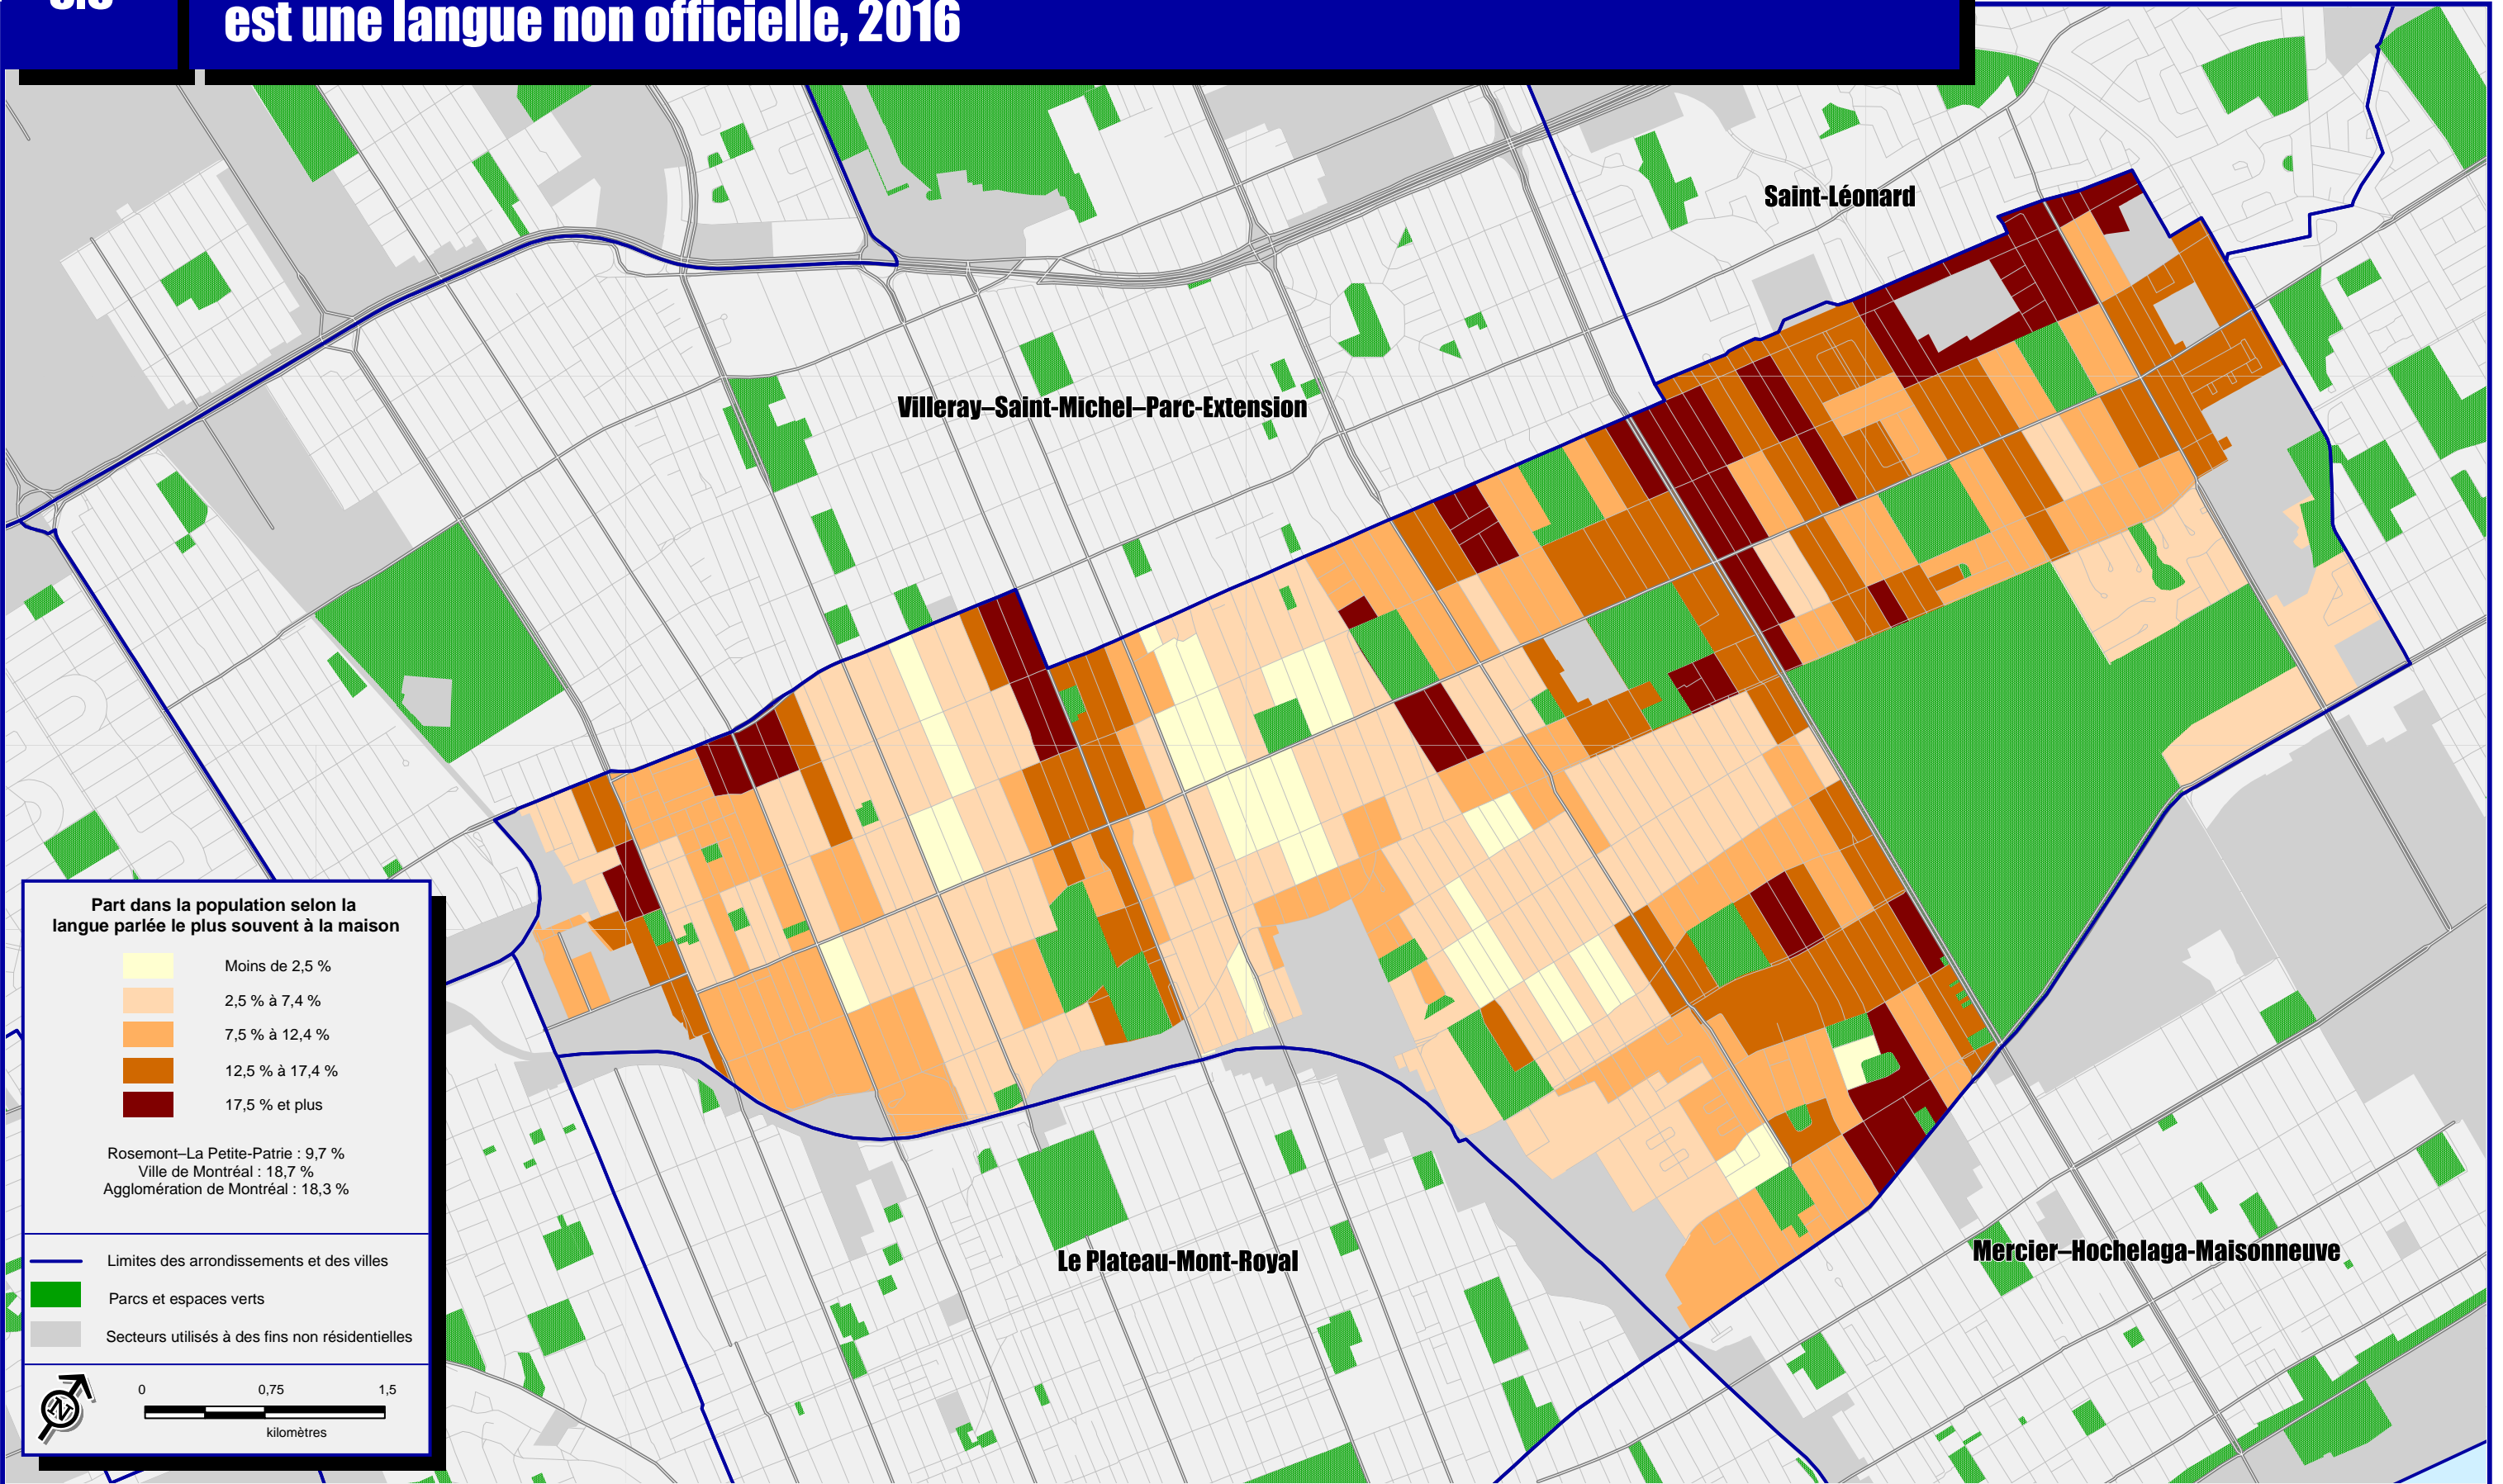 est une langue non officielle, 2016
Saint-Léonard
Villeray–Saint-Michel–Parc-Extension
Part dans la population selon la
langue parlée le plus souvent à la maison
Moins de 2,5 %
2,5 % à 7,4 %
7,5 % à 12,4 %
12,5 % à 17,4 %
17,5 % et plus
Rosemont–La Petite-Patrie : 9,7 %
Ville de Montréal : 18,7 %
Agglomération de Montréal : 18,3 %
Limites des arrondissements et des villes
Parcs et espaces verts
Secteurs utilisés à des fins non résidentielles
N
0 0,75 1,5
kilomètres
Le Plateau-Mont-Royal
Mercier–Hochelaga-Maisonneuve